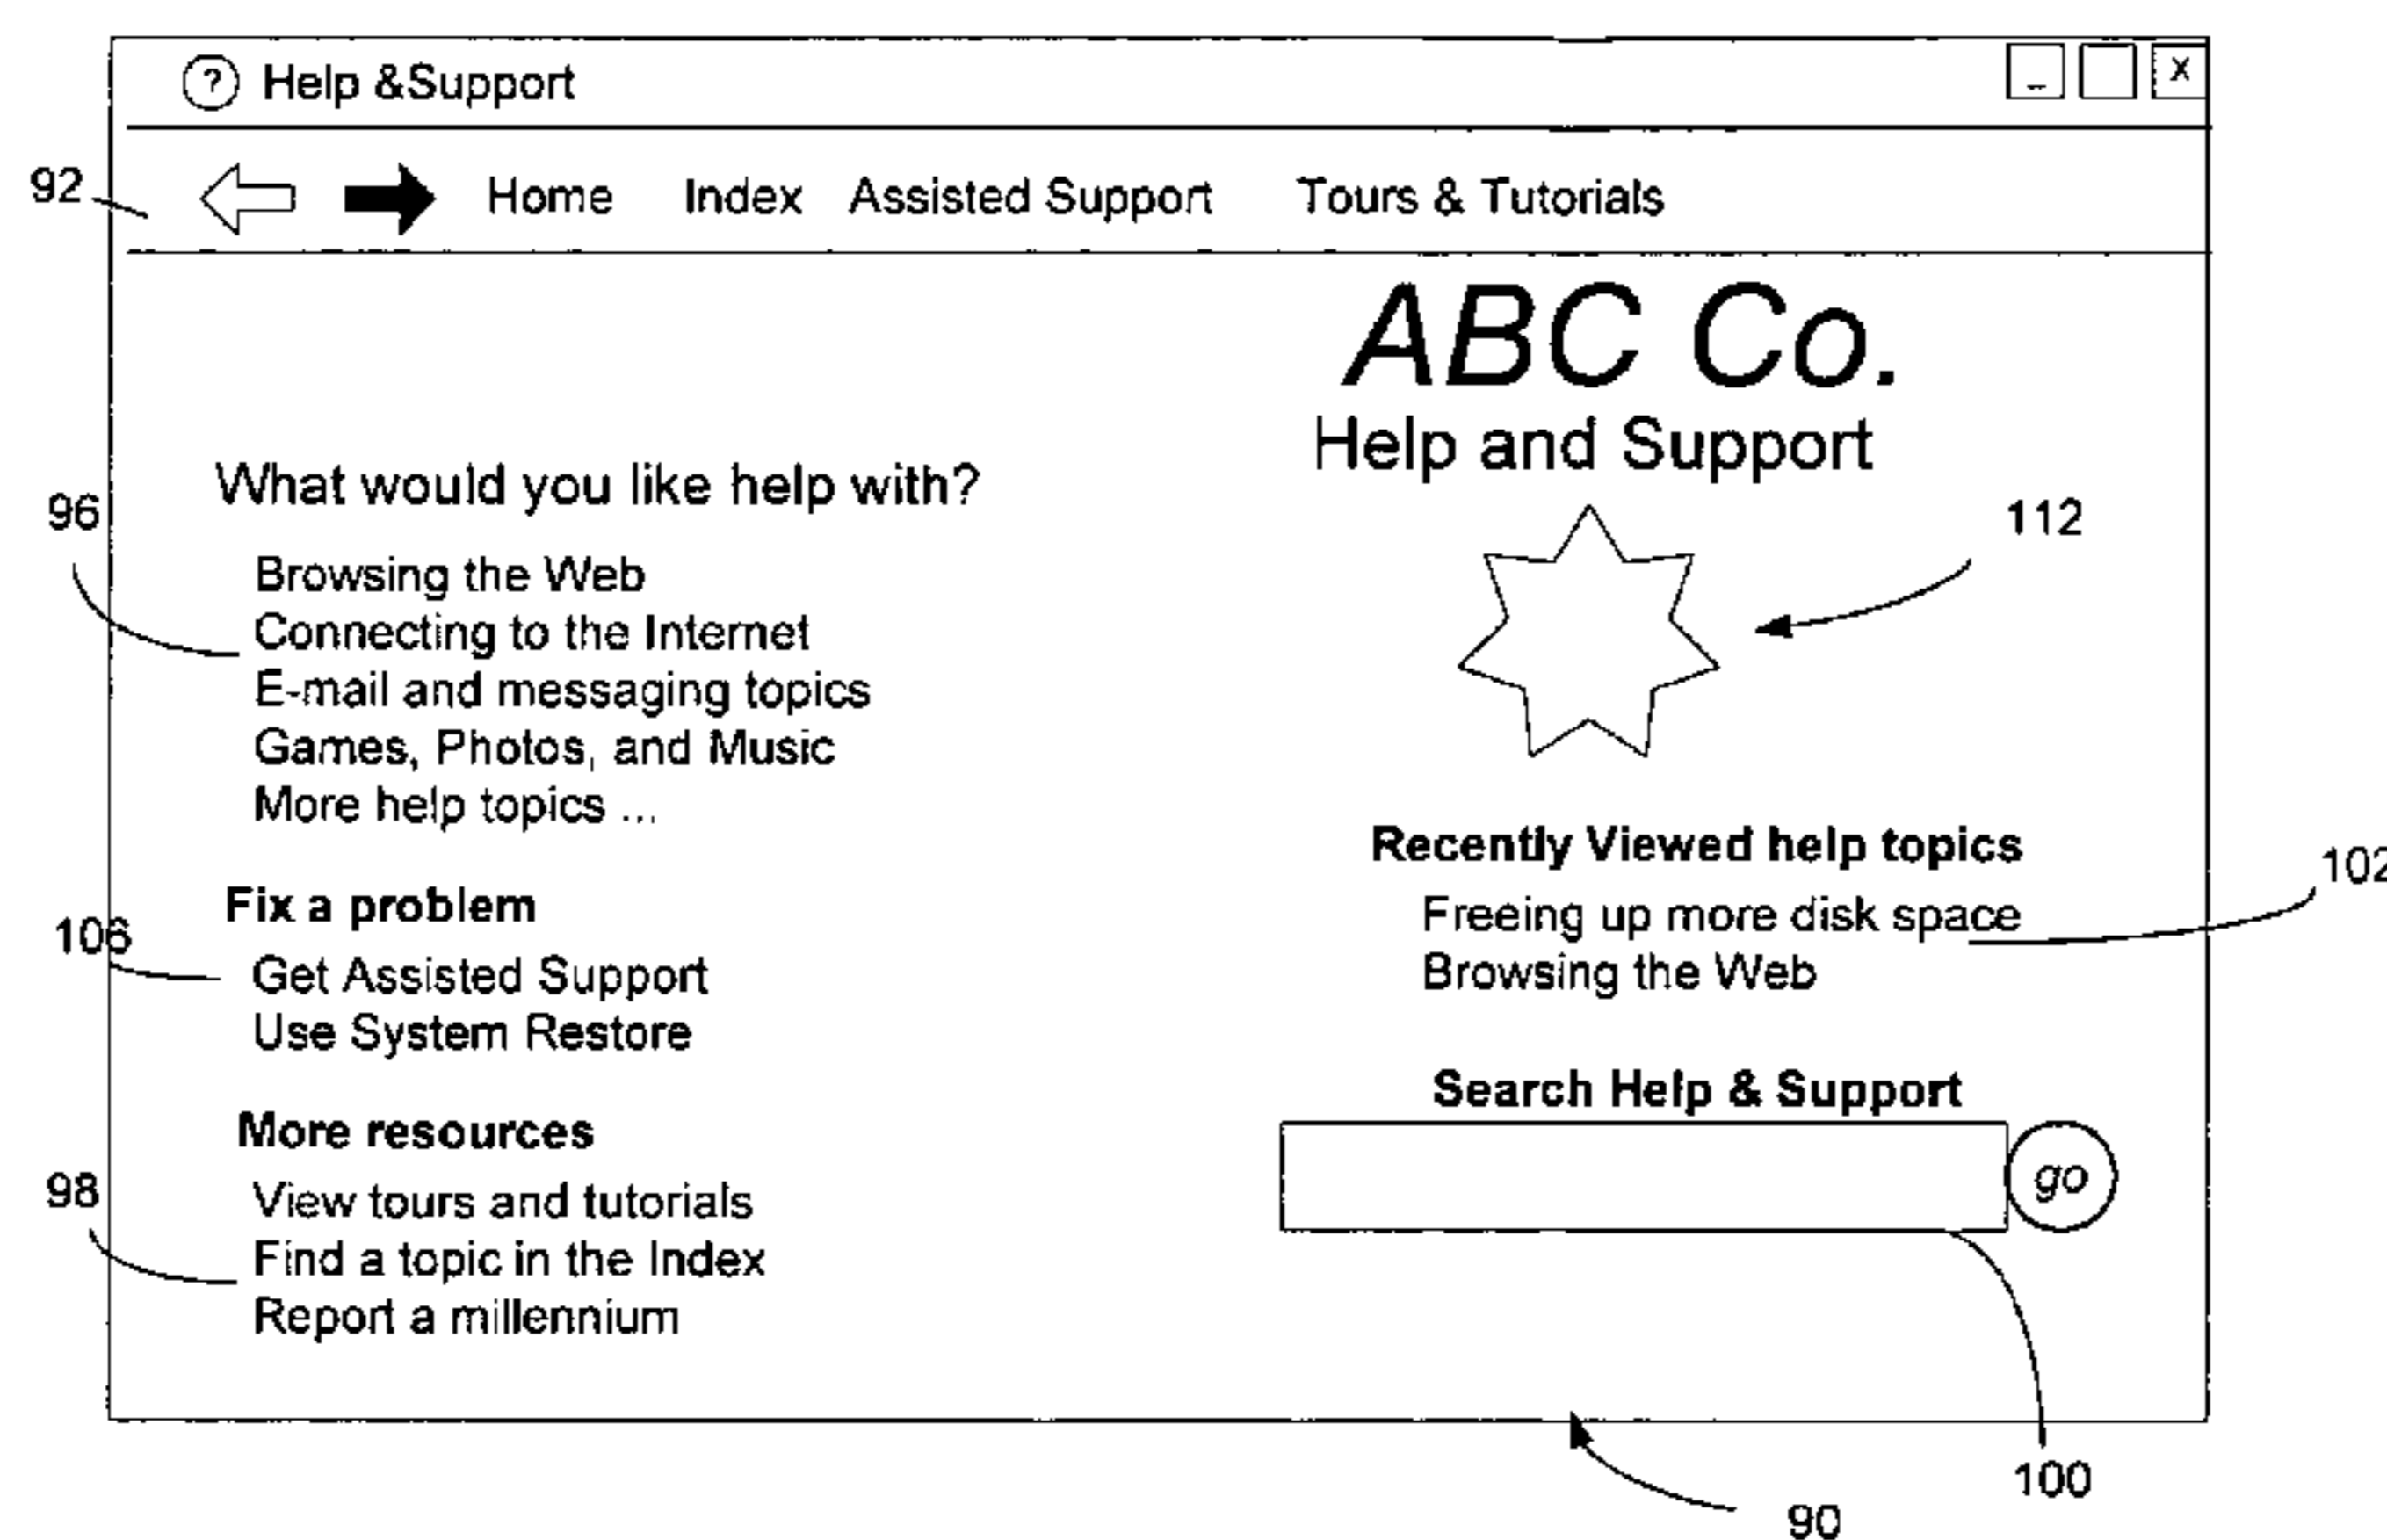 ? Help &Support _ X
92 Home Index Assisted Support Tours & Tutorials
ABC Co.
Help and Support
112
What would you like help with?
96
Browsing the Web
Connecting to the Internet
E-mail and messaging topics
Games, Photos, and Music
More help topics ...
Fix a problem
106
Get Assisted Support
Use System Restore
More resources
98
View tours and tutorials
Find a topic in the Index
Report a millennium
Recently Viewed help topics
102
Freeing up more disk space
Browsing the Web
Search Help & Support
go
100
90